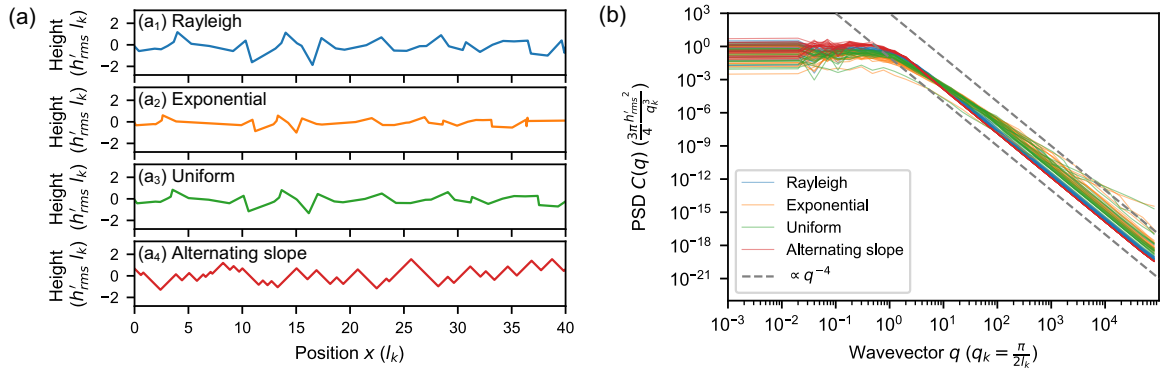 (a)
(a₁) Rayleigh
Height
(h′rms lk)
2
0
−2
(a₂) Exponential
Height
(h′rms lk)
2
0
−2
(a₃) Uniform
Height
(h′rms lk)
2
0
−2
(a₄) Alternating slope
Height
(h′rms lk)
2
0
−2
0 5 10 15 20 25 30 35 40
Position x (lk)
(b)
PSD C(q) (3π/4 h′rms²/qk³)
10⁰
10⁻³
10⁻⁶
10⁻⁹
10⁻¹²
10⁻¹⁵
10⁻¹⁸
10⁻²¹
Rayleigh
Exponential
Uniform
Alternating slope
∝ q⁻⁴
10⁻³ 10⁻² 10⁻¹ 10⁰ 10¹ 10² 10³ 10⁴
Wavevector q (qk = π/2lk)